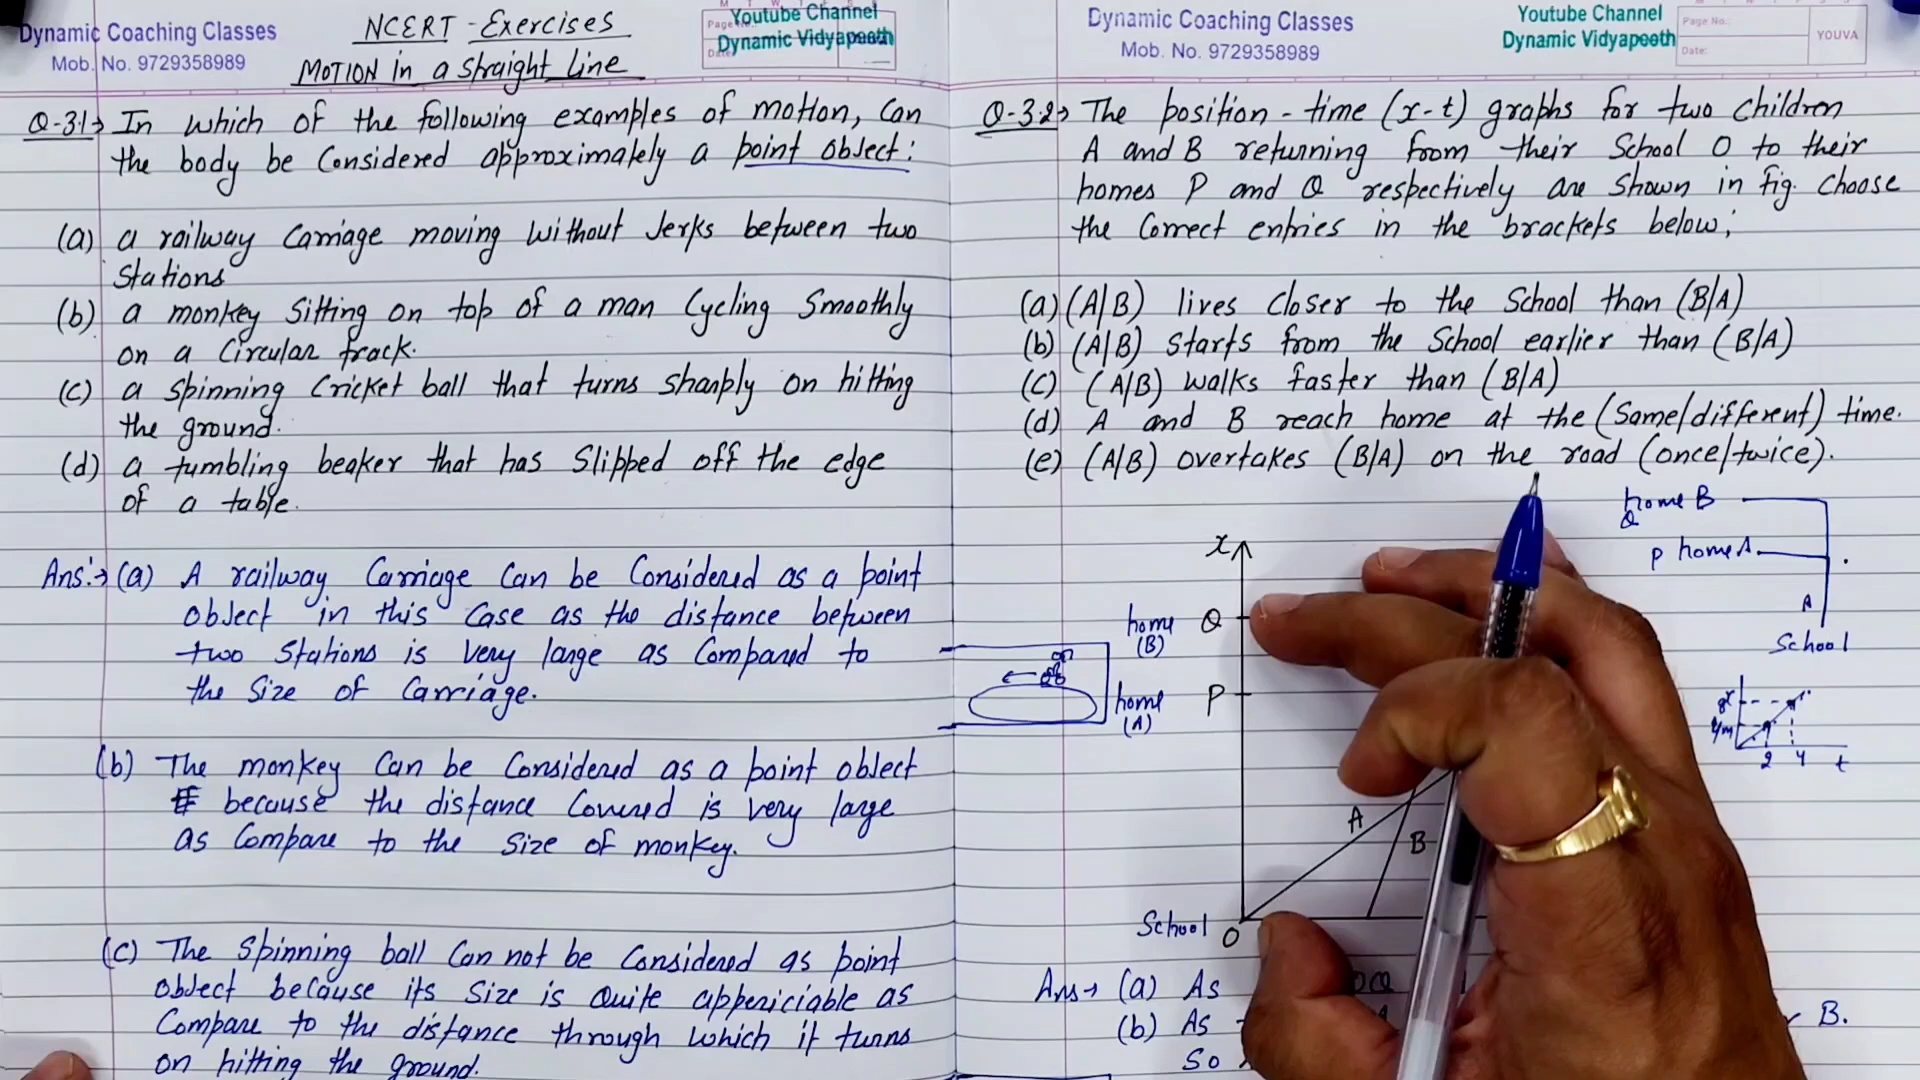 Dynamic Coaching Classes
Mob. No. 9729358989
NCERT - Exercises
MOTION in a straight Line
Youtube Channel
Dynamic Vidyapeeth
Q-3.1→ In which of the following examples of motion, Can
the body be Considered approximately a point object:
(a) a railway Carriage moving without Jerks between two
Stations
(b) a monkey Sitting on top of a man Cycling Smoothly
on a Circular track.
(c) a spinning Cricket ball that turns sharply on hitting
the ground.
(d) a tumbling beaker that has Slipped off the edge
of a table.
Ans:→ (a) A railway Carriage Can be Considered as a point
Object in this Case as the distance between
two Stations is very large as Compared to
the Size of Carriage.
(b) The monkey Can be Considered as a point object
because the distance Covered is very large
as Compare to the Size of monkey.
(c) The Spinning ball Can not be Considered as point
Object because its Size is Quite appericiable as
Compare to the distance through which it turns
on hitting the ground.
Dynamic Coaching Classes
Mob. No. 9729358989
Youtube Channel
Dynamic Vidyapeeth
Page No.:
Date:
YOUVA
Q-3.2→ The position - time (x-t) graphs for two children
A and B returning from their School O to their
homes P and Q respectively are Shown in fig. Choose
the Correct entries in the brackets below;
(a) (A/B) lives Closer to the School than (B/A)
(b) (A/B) Starts from the School earlier than (B/A)
(c) (A/B) walks faster than (B/A)
(d) A and B reach home at the (Same/different) time.
(e) (A/B) overtakes (B/A) on the road (once/twice).
home B
Q
P home A
A
School
x
home
(B)
Q
home
(A)
P
A
B
School O
2 4 t
Ans→ (a) As OQ
(b) As B.
So